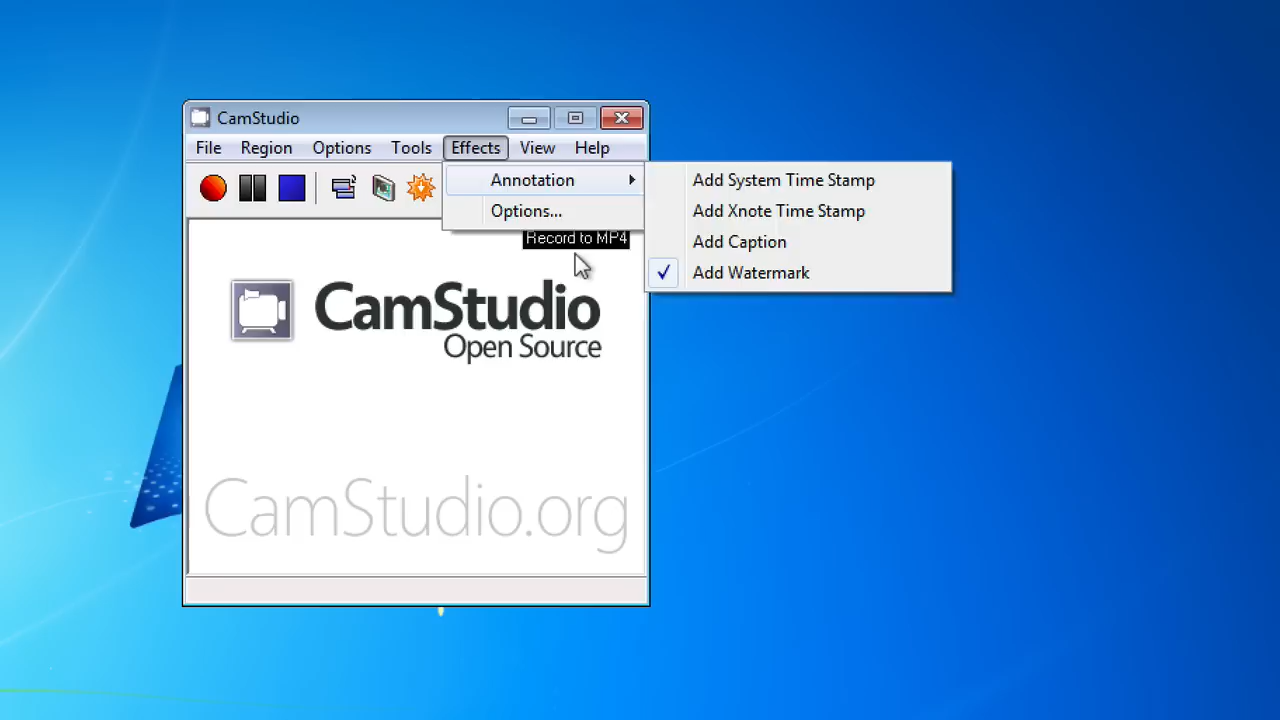 CamStudio
File Region Options Tools Effects View Help
Annotation
Options...
Add System Time Stamp
Add Xnote Time Stamp
Add Caption
Add Watermark
Record to MP4
CamStudio
Open Source
CamStudio.org